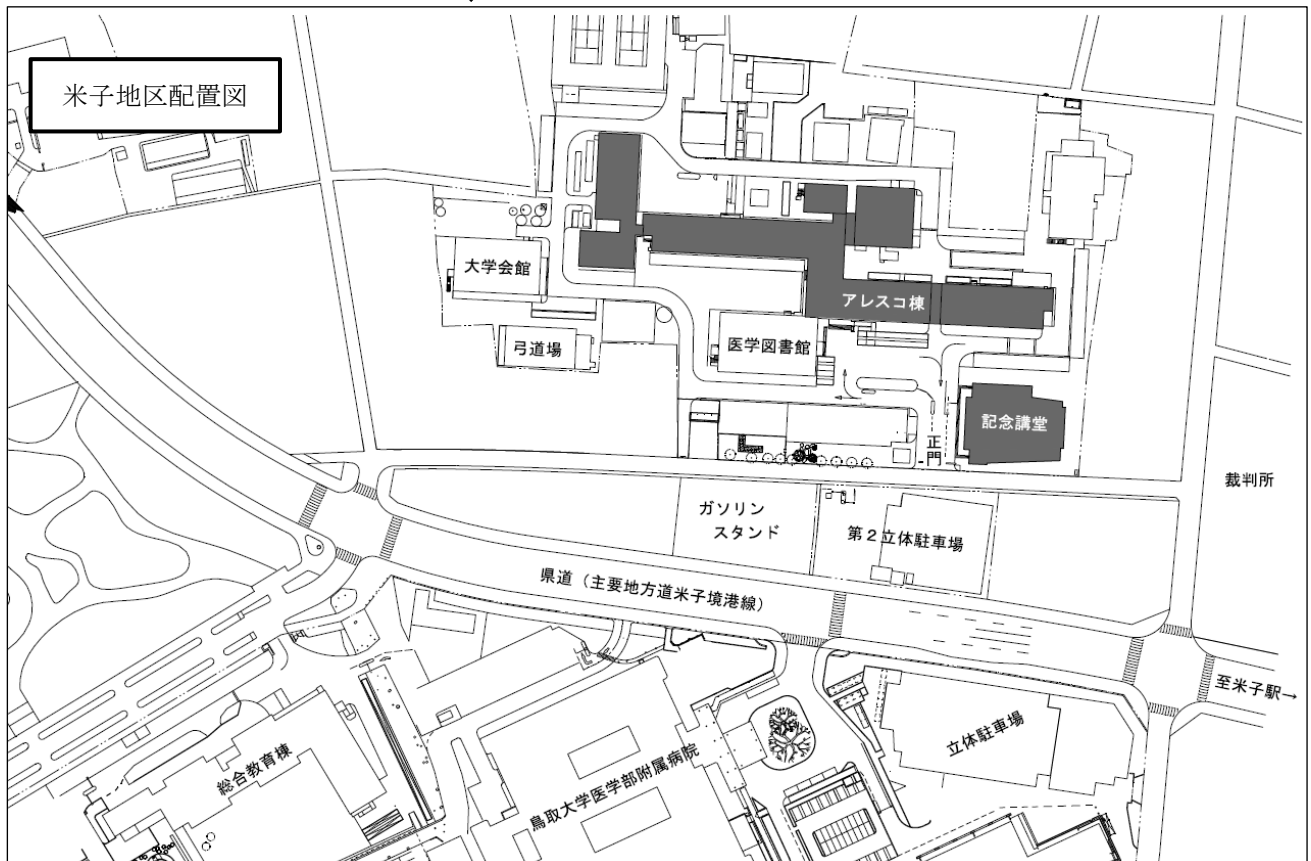 米子地区配置図
大学会館
アレスコ棟
弓道場
医学図書館
記念講堂
正門
裁判所
ガソリン
スタンド
第2立体駐車場
県道(主要地方道米子境港線)
至米子駅→
立体駐車場
総合教育棟
鳥取大学医学部附属病院